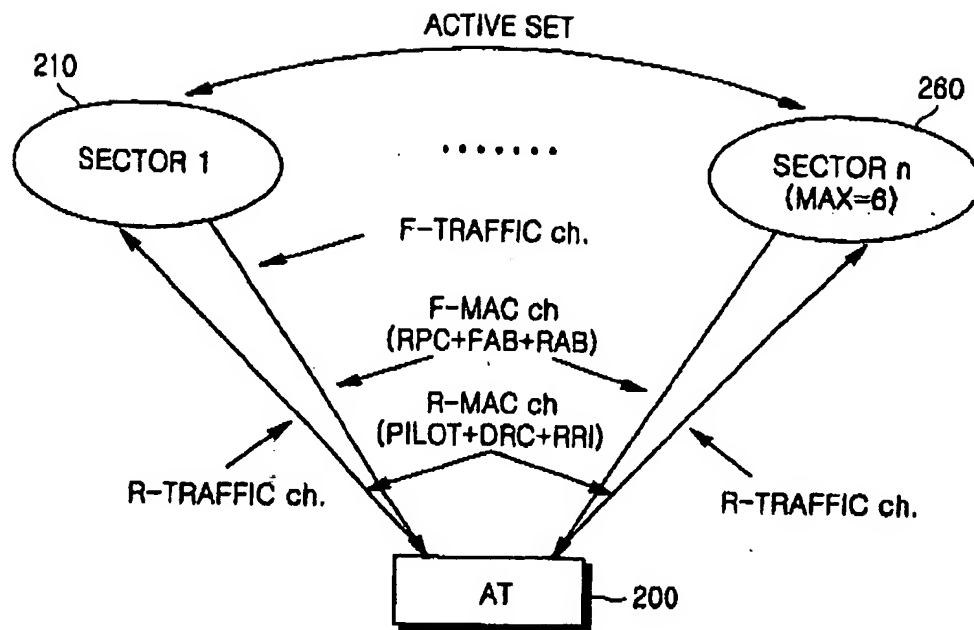 ACTIVE SET
210
260
SECTOR 1
.......
SECTOR n
(MAX=6)
F-TRAFFIC ch.
F-MAC ch
(RPC+FAB+RAB)
R-MAC ch
(PILOT+DRC+RRI)
R-TRAFFIC ch.
R-TRAFFIC ch.
AT
200